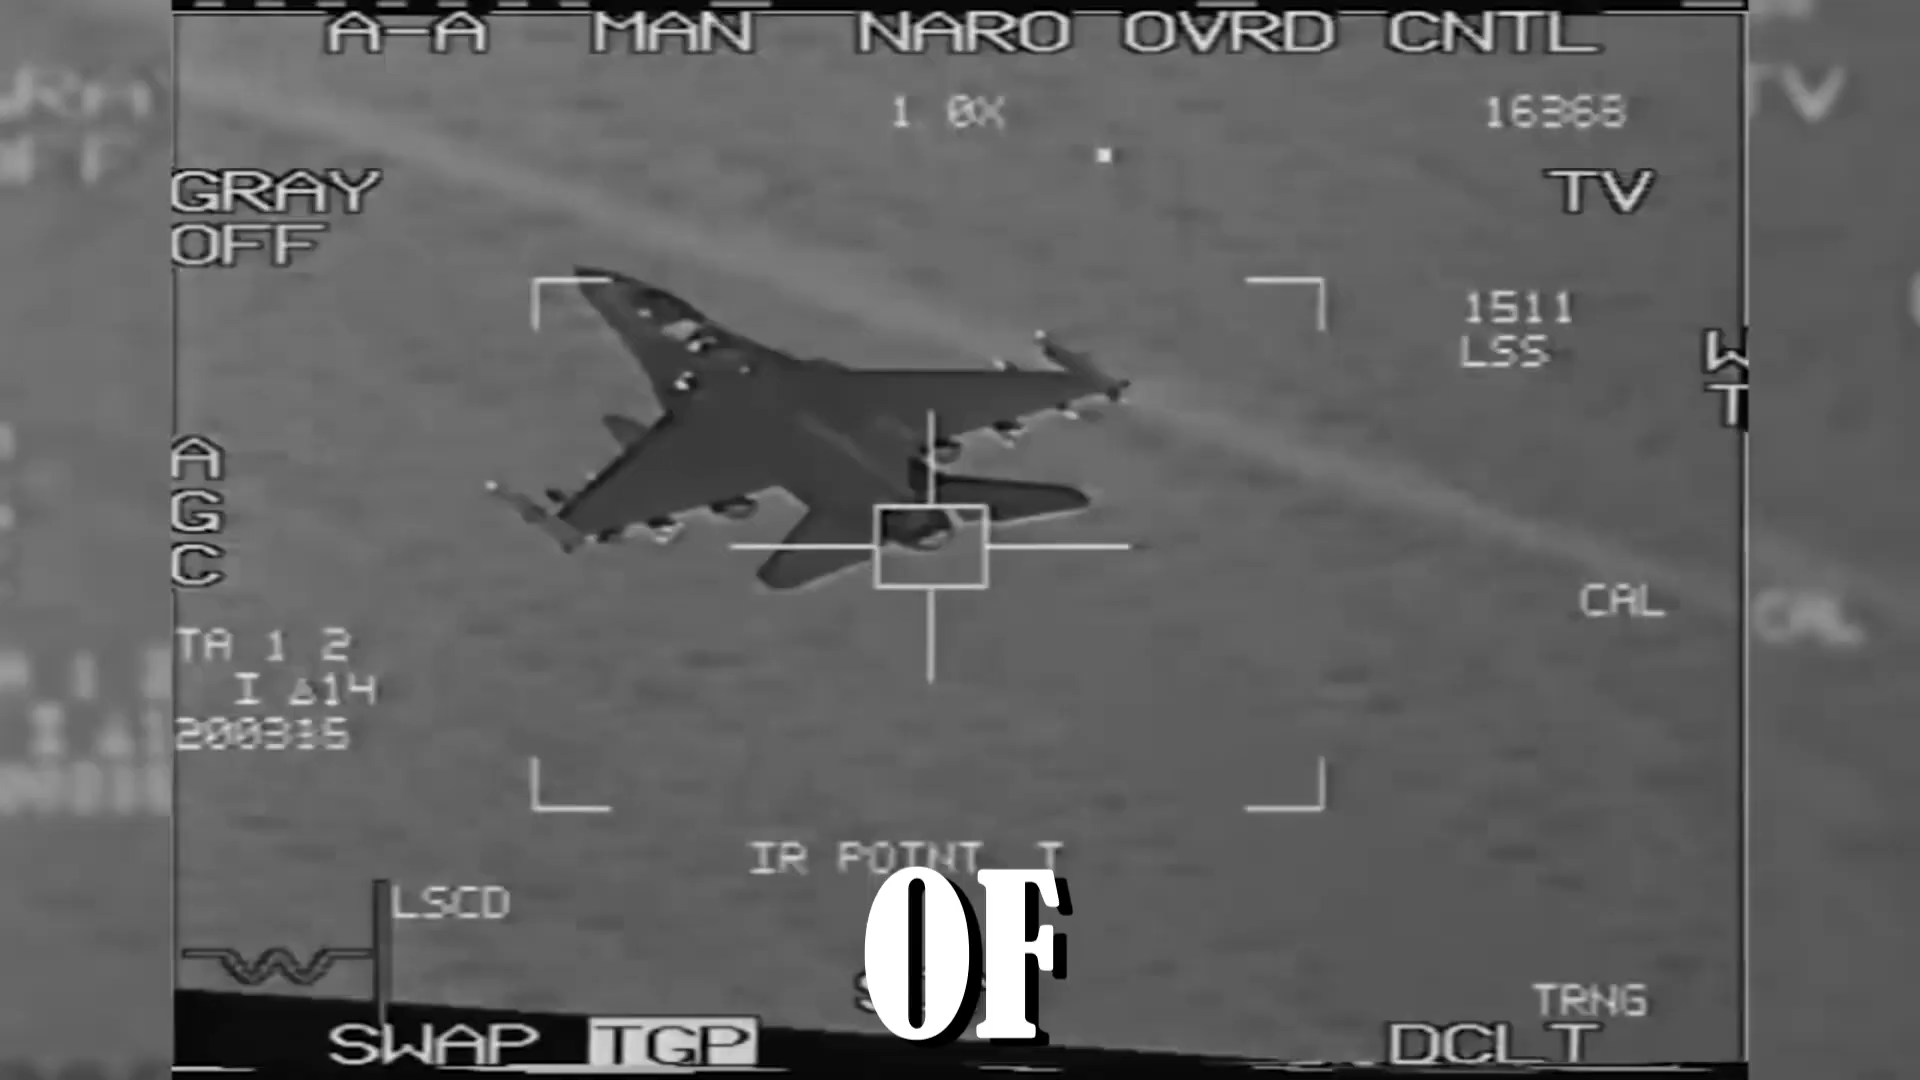 A-A MAN NARO OVRD CNTL
1.0X 16368
GRAY TV
OFF
1511
LSS
W
T
A
G
C
CAL
TA 1 2
I △14
200315
IR POINT T
LSCD
OF
TRNG
SWAP TGP DCLT